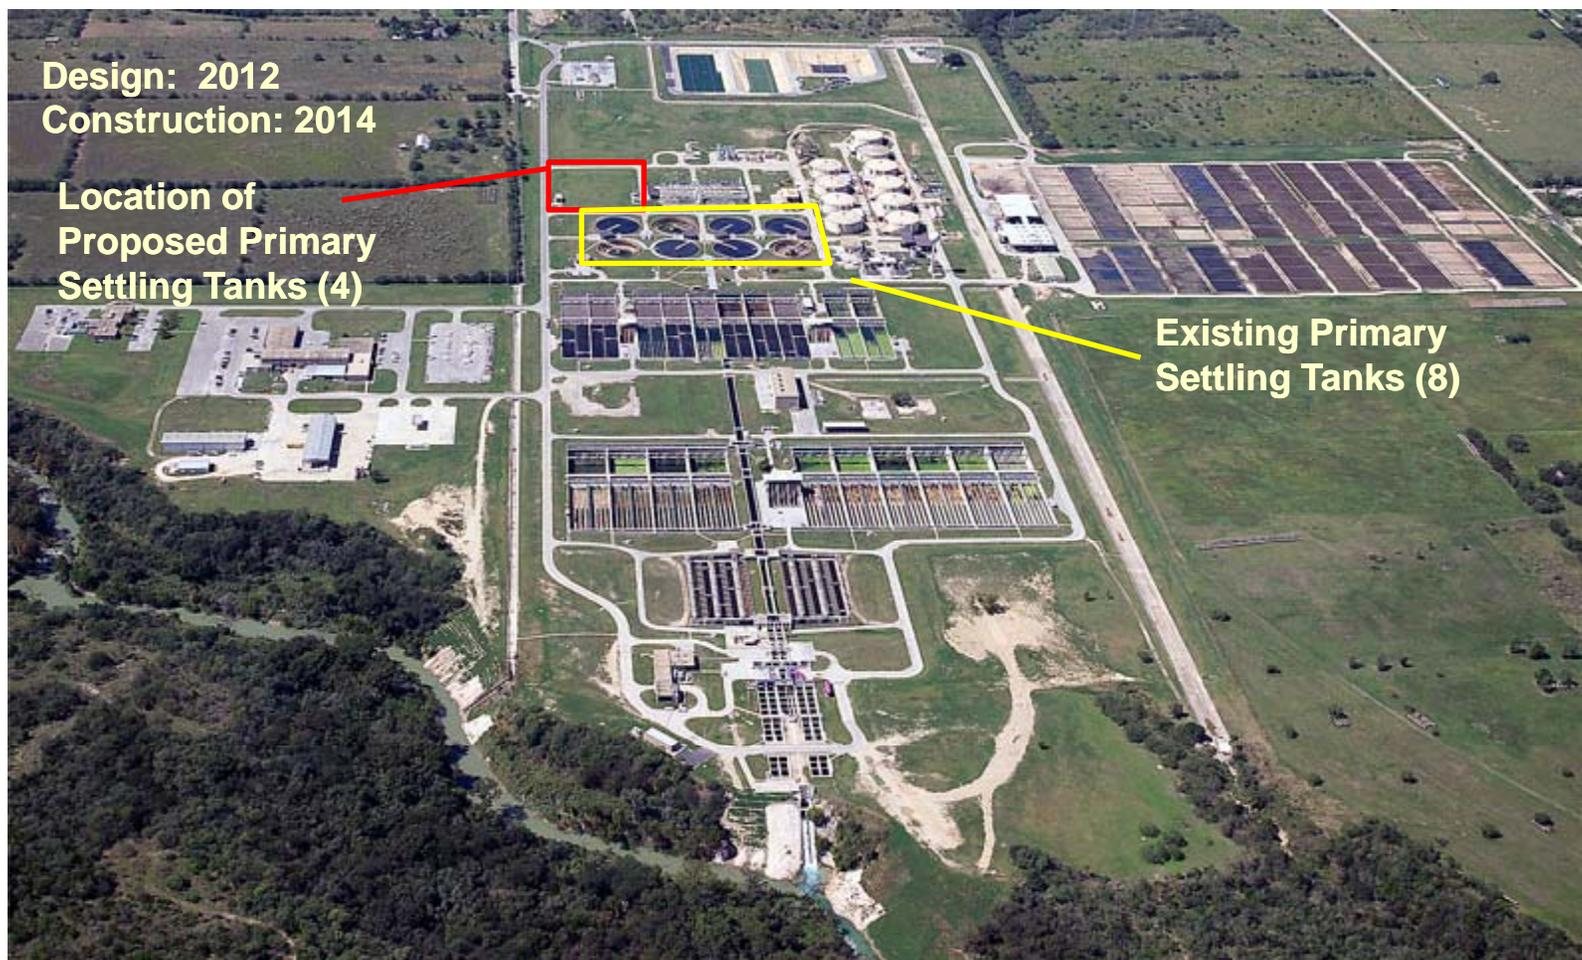 Design: 2012
Construction: 2014
Location of
Proposed Primary
Settling Tanks (4)
Existing Primary
Settling Tanks (8)